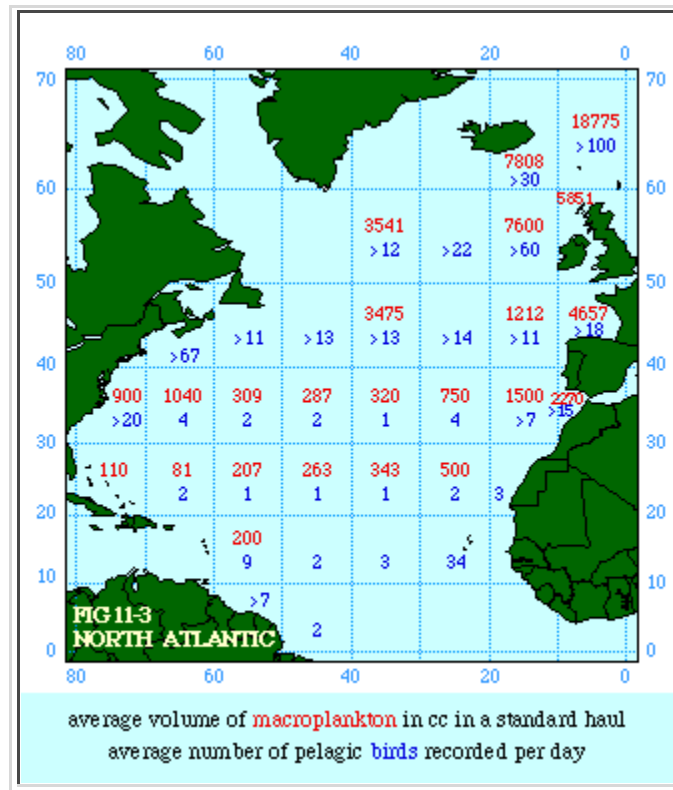 80 60 40 20 0
70 70
18775
>100
7808
>30
60 60
5851
3541 7600
>12 >22 >60
50 50
3475 1212 4657
>11 >13 >13 >14 >11 >18
>67
40 40
900 1040 309 287 320 750 1500 2270
>20 4 2 2 1 4 >7 >15
30 30
110 81 207 263 343 500
2 1 1 1 2 3
20 20
200
9 2 3 34
10 10
>7
FIG 11-3
NORTH ATLANTIC 2
0 0
80 60 40 20 0
average volume of macroplankton in cc in a standard haul
average number of pelagic birds recorded per day